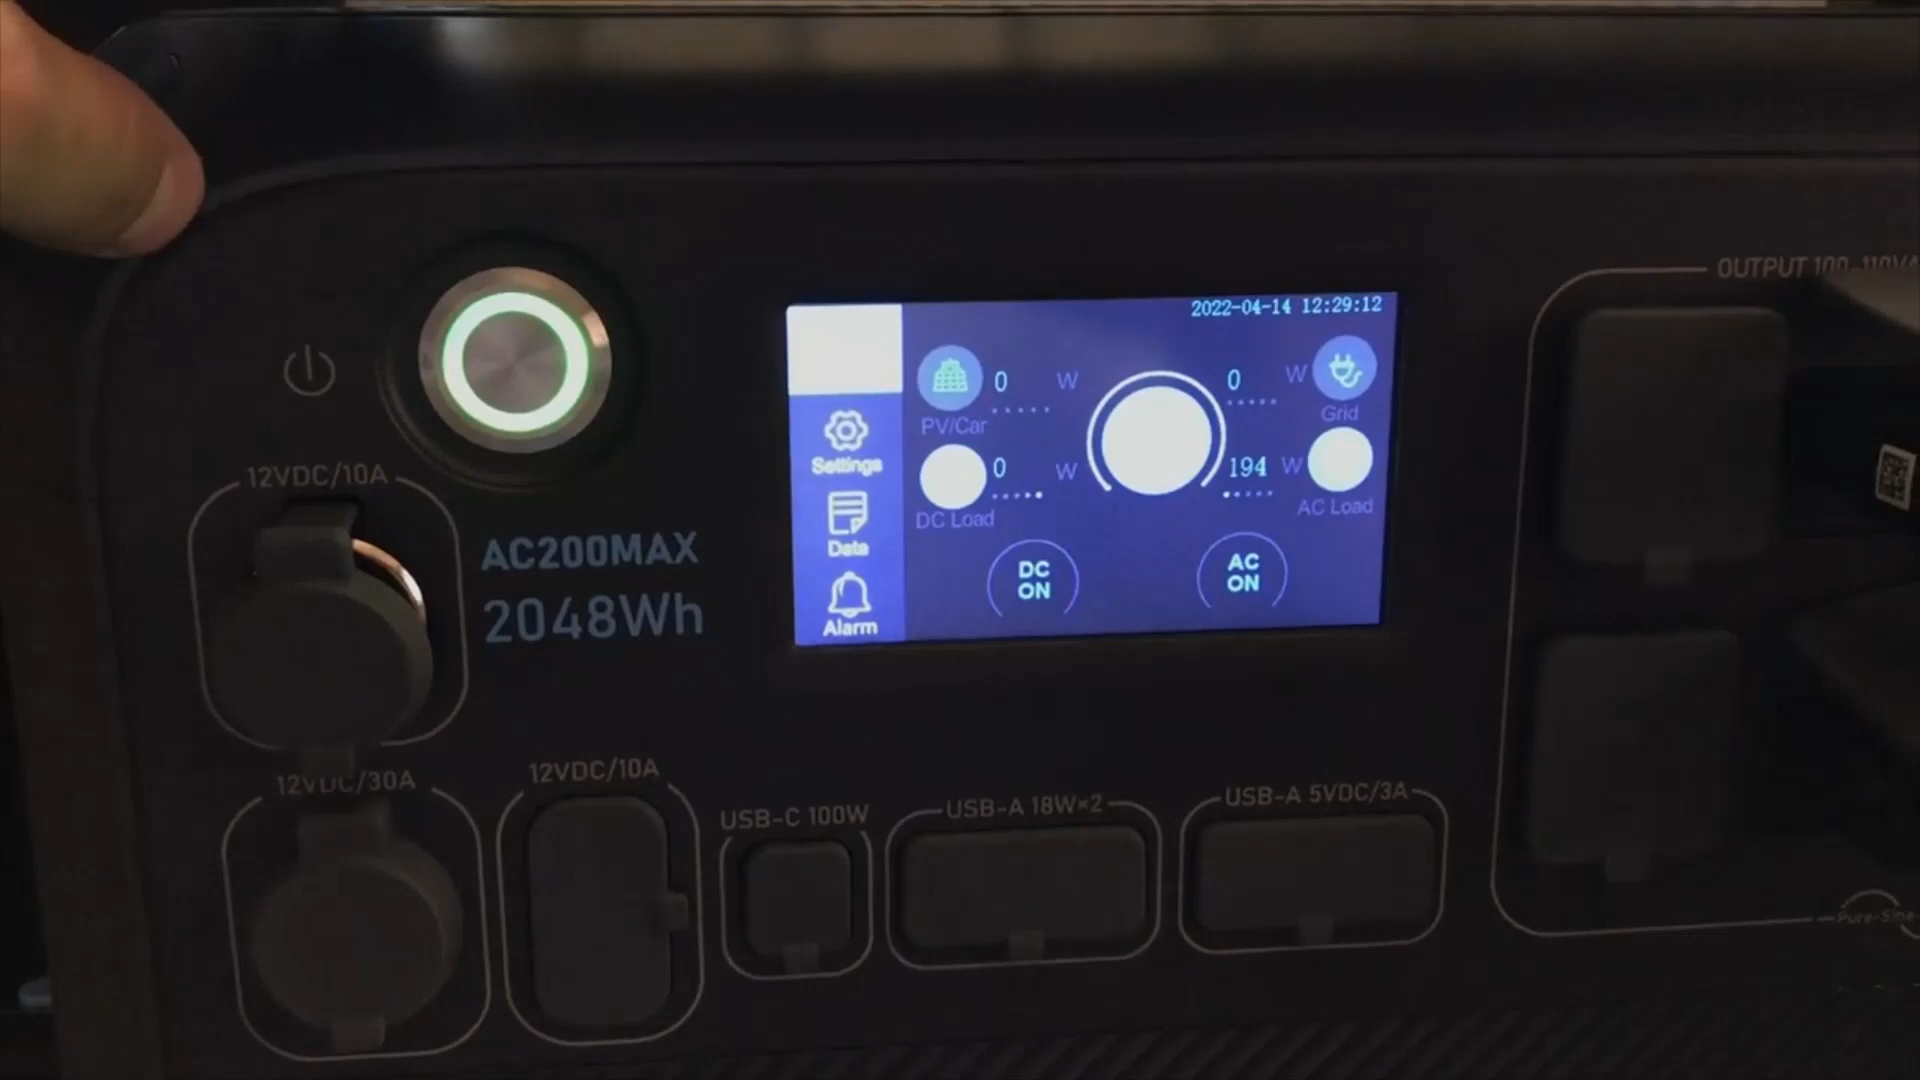 OUTPUT 100-110V/
2022-04-14 12:29:12
0 W
PV/Car
0 W
Grid
Settings
0 W
DC Load
194 W
AC Load
Data
DC
ON
AC
ON
Alarm
12VDC/10A
AC200MAX
2048Wh
12VDC/30A
12VDC/10A
USB-C 100W
USB-A 18W×2
USB-A 5VDC/3A
Pure-Sine